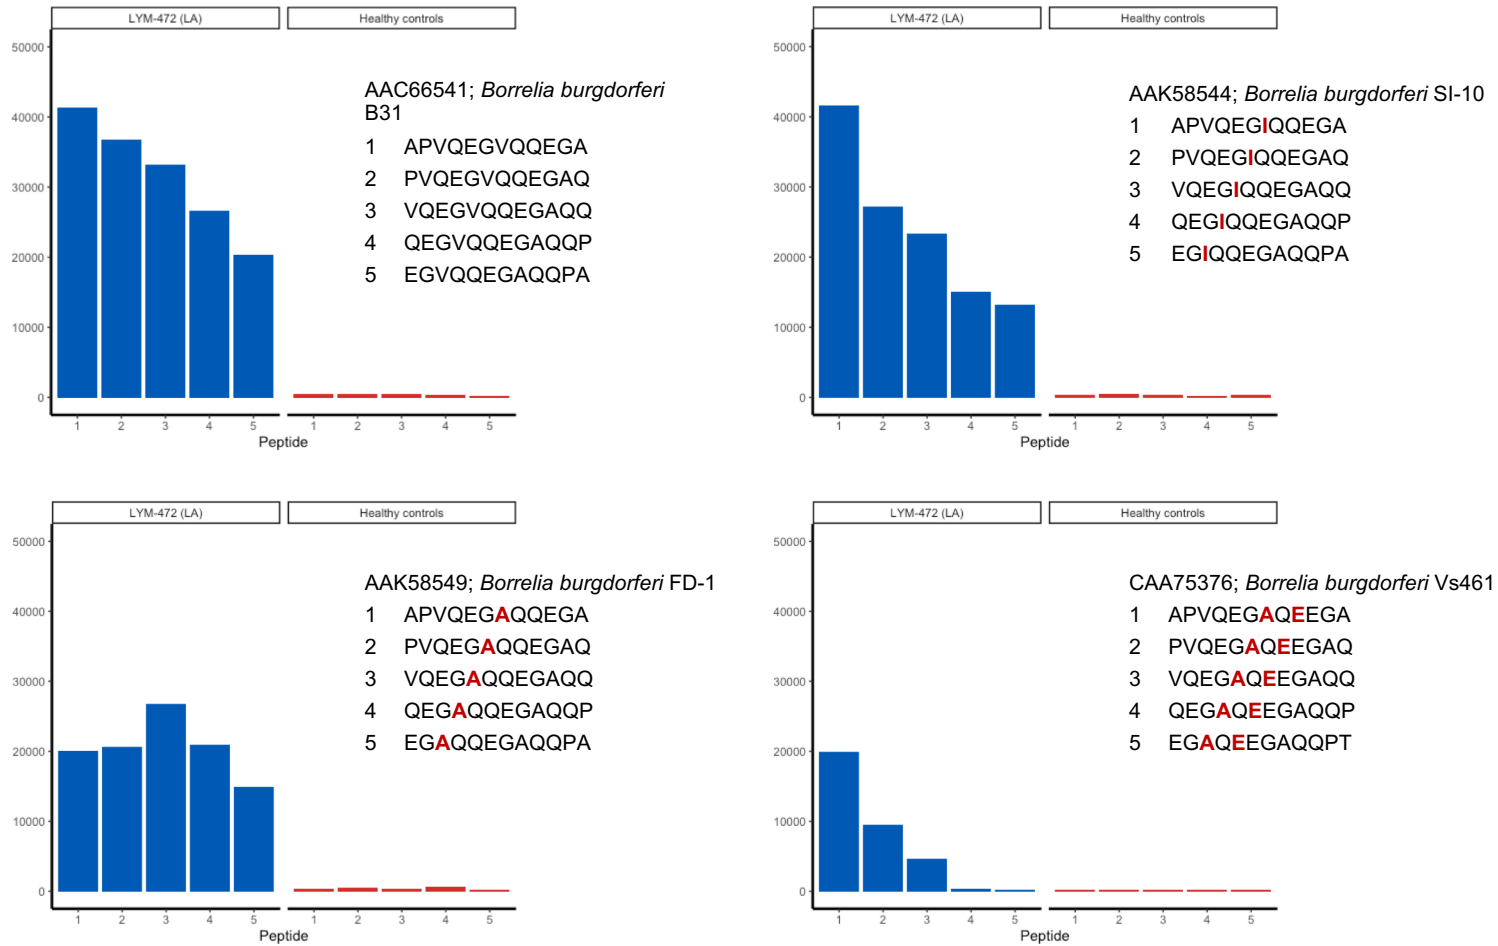 LYM-472 (LA) Healthy controls
50000
40000
30000
20000
10000
0
1 2 3 4 5 1 2 3 4 5
Peptide
AAC66541; Borrelia burgdorferi
B31
1 APVQEGVQQEGA
2 PVQEGVQQEGAQ
3 VQEGVQQEGAQQ
4 QEGVQQEGAQQP
5 EGVQQEGAQQPA
LYM-472 (LA) Healthy controls
50000
40000
30000
20000
10000
0
1 2 3 4 5 1 2 3 4 5
Peptide
AAK58544; Borrelia burgdorferi SI-10
1 APVQEGIQQEGA
2 PVQEGIQQEGAQ
3 VQEGIQQEGAQQ
4 QEGIQQEGAQQP
5 EGIQQEGAQQPA
LYM-472 (LA) Healthy controls
50000
40000
30000
20000
10000
0
1 2 3 4 5 1 2 3 4 5
Peptide
AAK58549; Borrelia burgdorferi FD-1
1 APVQEGAQQEGA
2 PVQEGAQQEGAQ
3 VQEGAQQEGAQQ
4 QEGAQQEGAQQP
5 EGAQQEGAQQPA
LYM-472 (LA) Healthy controls
50000
40000
30000
20000
10000
0
1 2 3 4 5 1 2 3 4 5
Peptide
CAA75376; Borrelia burgdorferi Vs461
1 APVQEGAQEEGA
2 PVQEGAQEEGAQ
3 VQEGAQEEGAQQ
4 QEGAQEEGAQQP
5 EGAQEEGAQQPT